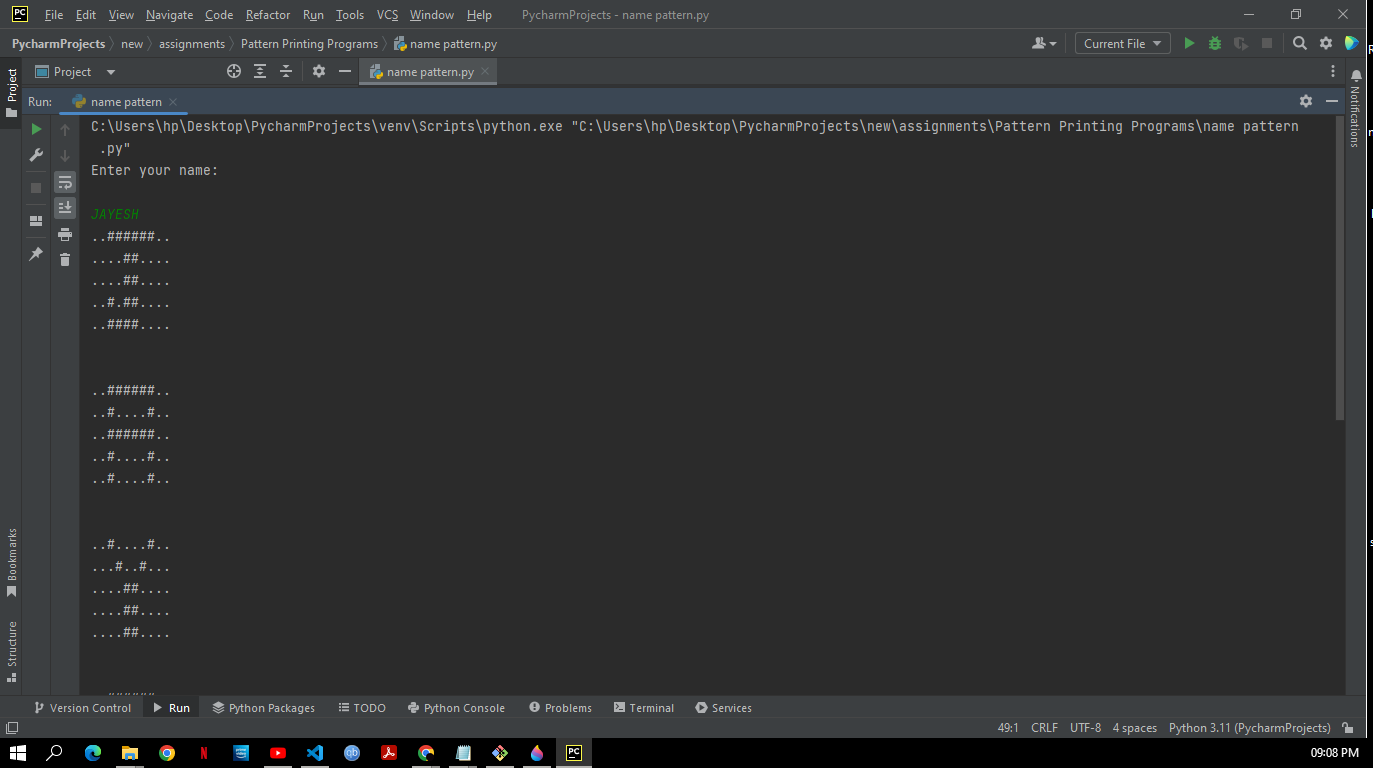 PC File Edit View Navigate Code Refactor Run Tools VCS Window Help PycharmProjects - name pattern.py
PycharmProjects new assignments Pattern Printing Programs name pattern.py Current File
Project name pattern.py
Project
Run: name pattern
Notifications
C:\Users\hp\Desktop\PycharmProjects\venv\Scripts\python.exe "C:\Users\hp\Desktop\PycharmProjects\new\assignments\Pattern Printing Programs\name pattern
.py"
Enter your name:
JAYESH
..######..
....##....
....##....
..#.##....
..####....
..######..
..#....#..
..######..
..#....#..
..#....#..
..#....#..
...#..#...
....##....
....##....
....##....
Bookmarks
Structure
Version Control Run Python Packages TODO Python Console Problems Terminal Services
49:1 CRLF UTF-8 4 spaces Python 3.11 (PycharmProjects)
N qb PC 09:08 PM